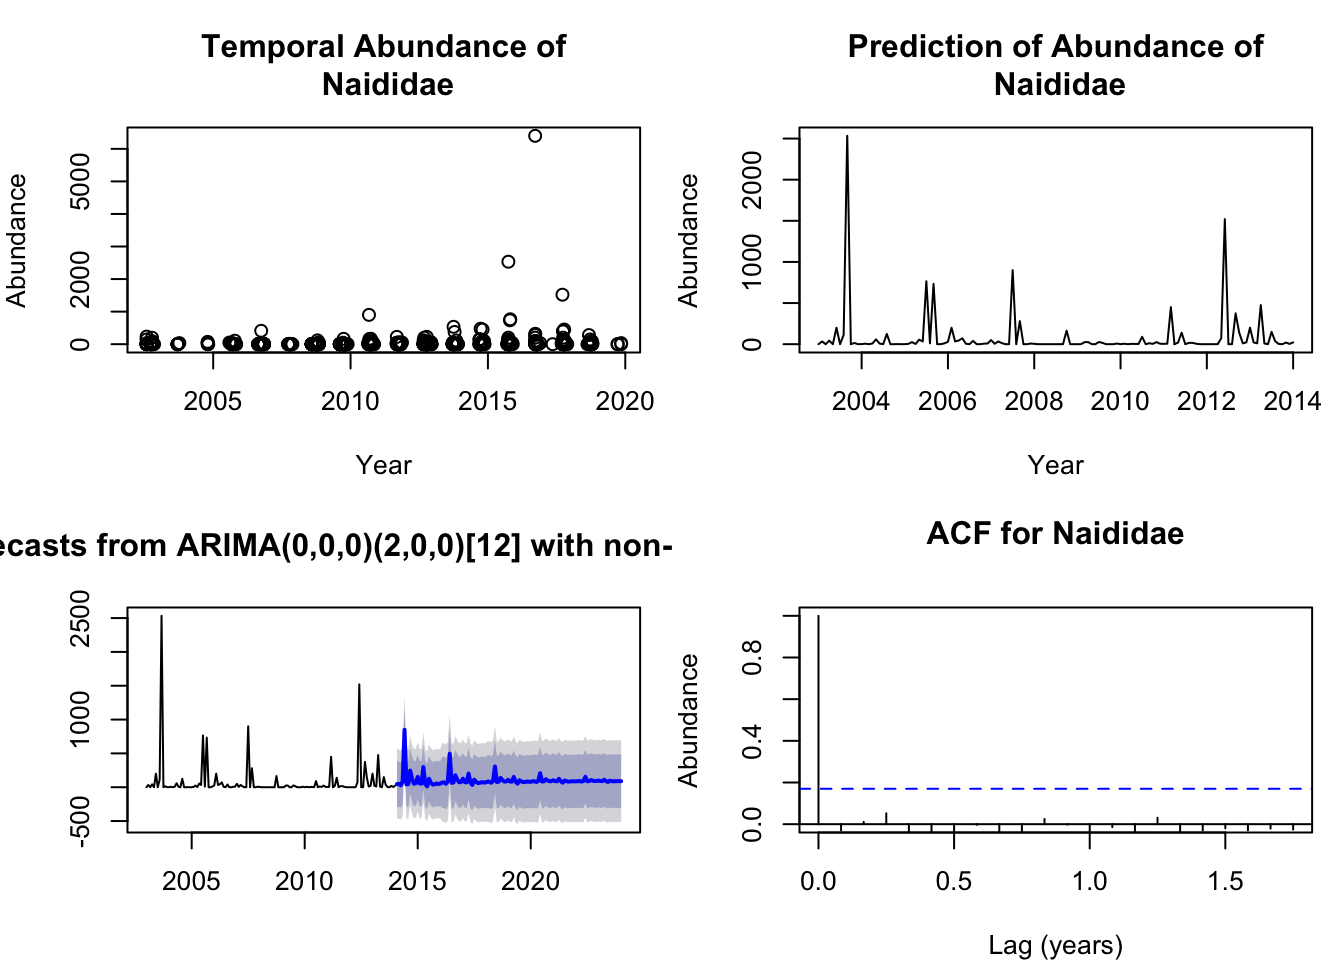 Temporal Abundance of
Naididae
Abundance
5000
2000
0
2005 2010 2015 2020
Year
Prediction of Abundance of
Naididae
Abundance
2000
1000
0
2004 2006 2008 2010 2012 2014
Year
ecasts from ARIMA(0,0,0)(2,0,0)[12] with non-
2500
1000
-500
2005 2010 2015 2020
ACF for Naididae
Abundance
0.8
0.4
0.0
0.0 0.5 1.0 1.5
Lag (years)